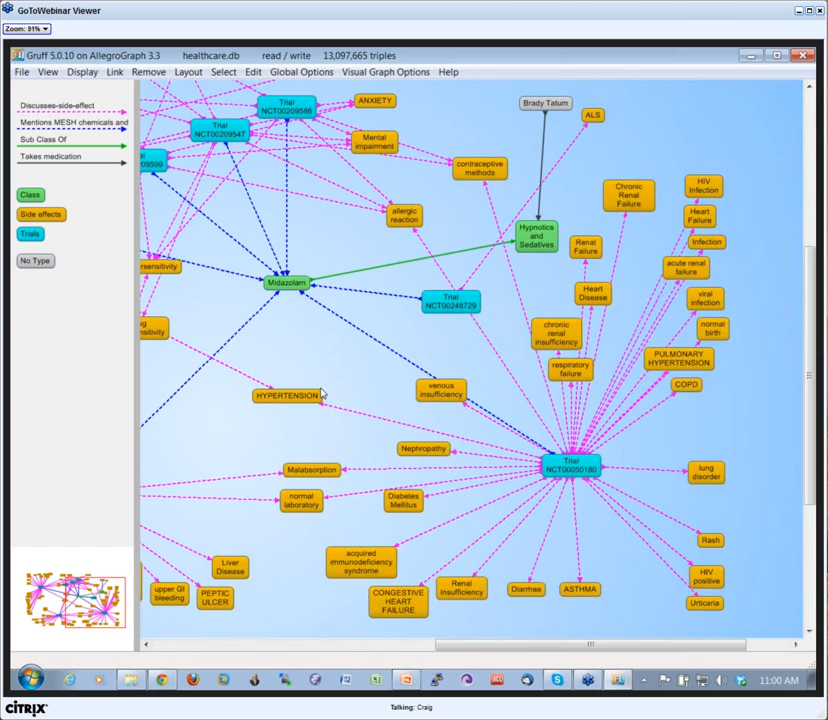 GoToWebinar Viewer
Zoom: 91%
Gruff 5.0.10 on AllegroGraph 3.3 healthcare.db read / write 13,097,665 triples
File View Display Link Remove Layout Select Edit Global Options Visual Graph Options Help
Discusses-side-effect
Mentions MESH chemicals and
Sub Class Of
Takes medication
Class
Side effects
Trials
No Type
Trial
NCT00209586
ANXIETY
Brady Tatum
ALS
Trial
NCT00209547
Mental
impairment
09599
contraceptive
methods
Chronic
Renal
Failure
HIV
Infection
allergic
reaction
Heart
Failure
Hypnotics
and
Sedatives
Renal
Failure
Infection
rsensitivity
acute renal
failure
Midazolam
Trial
NCT00248729
Heart
Disease
viral
infection
sensitivity
chronic
renal
insufficiency
normal
birth
respiratory
failure
PULMONARY
HYPERTENSION
COPD
HYPERTENSION
venous
insufficiency
Nephropathy
Trial
NCT00050180
Malabsorption
lung
disorder
normal
laboratory
Diabetes
Mellitus
Rash
acquired
immunodeficiency
syndrome
Liver
Disease
HIV
positive
upper GI
bleeding
PEPTIC
ULCER
CONGESTIVE
HEART
FAILURE
Renal
Insufficiency
Diarrhea
ASTHMA
Urticaria
11:00 AM
CITRIX
Talking: Craig